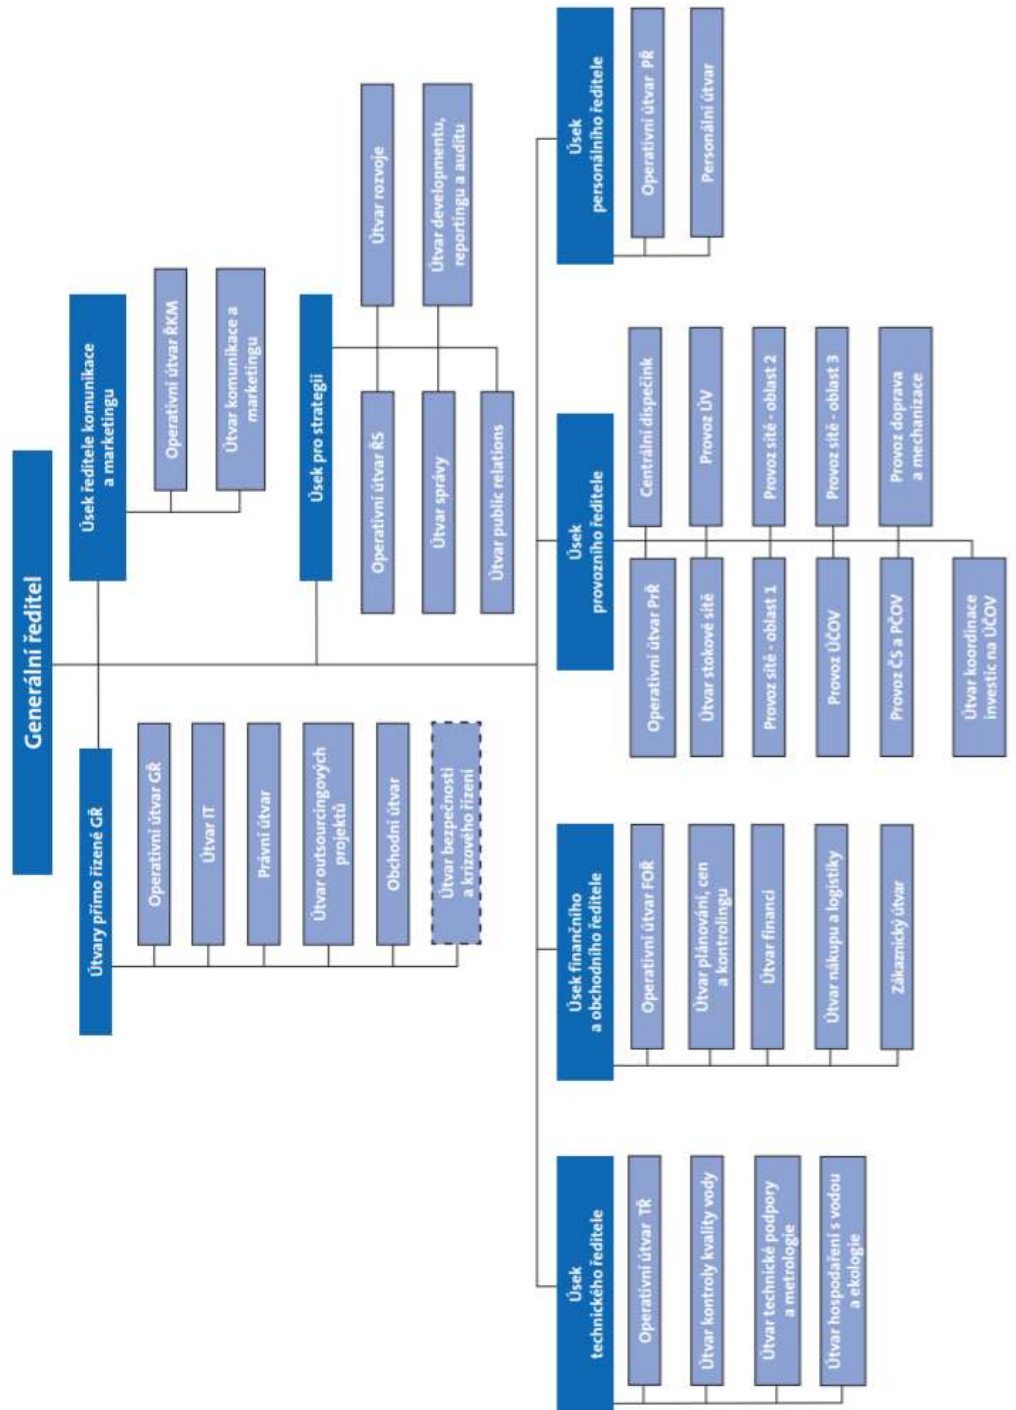 Generální ředitel
Útvary přímo řízené GŘ
Operativní útvar GŘ
Útvar IT
Právní útvar
Útvar outsourcingových
projektů
Obchodní útvar
Útvar bezpečnosti
a krizového řízení
Úsek ředitele komunikace
a marketingu
Operativní útvar ŘKM
Útvar komunikace a
marketingu
Úsek pro strategii
Operativní útvar ŘS
Útvar rozvoje
Útvar správy
Útvar developmentu,
reportingu a auditu
Útvar public relations
Úsek
technického ředitele
Operativní útvar TŘ
Útvar kontroly kvality vody
Útvar technické podpory
a metrologie
Útvar hospodaření s vodou
a ekologie
Úsek finančního
a obchodního ředitele
Operativní útvar FOŘ
Útvar plánování, cen
a kontrolingu
Útvar financí
Útvar nákupu a logistiky
Zákaznický útvar
Úsek
provozního ředitele
Operativní útvar PrŘ
Centrální dispečink
Útvar stokové sítě
Provoz ÚV
Provoz sítě - oblast 1
Provoz sítě - oblast 2
Provoz ÚČOV
Provoz sítě - oblast 3
Provoz ČS a PČOV
Provoz doprava
a mechanizace
Útvar koordinace
investic na ÚČOV
Úsek
personálního ředitele
Operativní útvar PŘ
Personální útvar